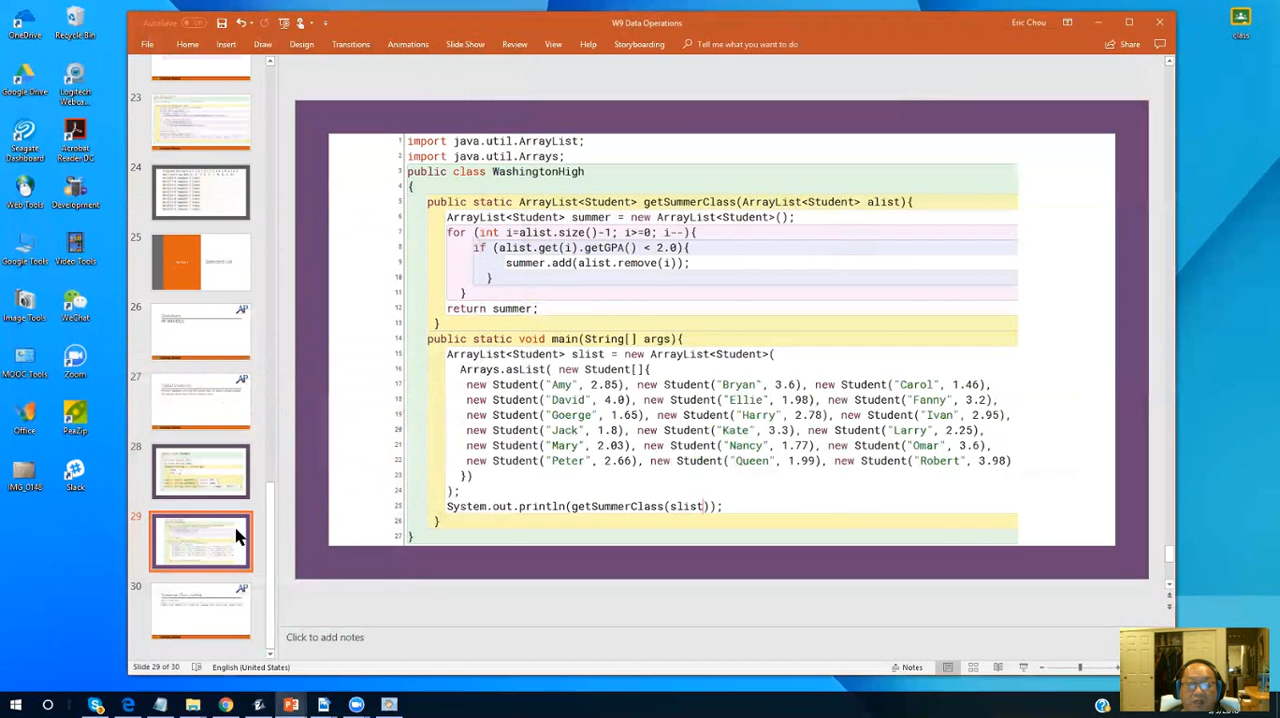 AutoSave Off
W9 Data Operations
Eric Chou
File Home Insert Draw Design Transitions Animations Slide Show Review View Help Storyboarding Tell me what you want to do Share
OneDrive
Recycle Bin
Google Drive
Logitech Webca...
Seagate Dashboard
Acrobat Reader DC
Web Tools
Development
Google Tools
Video Tools
Image Tools
WeChat
MOOC Tools
Zoom
Office
PeaZip
IMG_0148
Slack
class
23
24
25
26
27
28
29
30
1 import java.util.ArrayList;
2 import java.util.Arrays;
3 public class WashingtonHigh
4 {
5 public static ArrayList<Student> getSummerClass(ArrayList<Student> alist){
6 ArrayList<Student> summer = new ArrayList<Student>();
7 for (int i=alist.size()-1; i>=0; i--){
8 if (alist.get(i).getGPA() < 2.0){
9 summer.add(alist.remove(i));
10 }
11 }
12 return summer;
13 }
14 public static void main(String[] args){
15 ArrayList<Student> slist = new ArrayList<Student>(
16 Arrays.asList( new Student[]{
17 new Student("Amy", 2.85), new Student("Bryan", 3.6), new Student("Carol", 1.46),
18 new Student("David", 4.0), new Student("Ellie", 1.98), new Student("Fanny", 3.2),
19 new Student("Goerge", 1.65), new Student("Harry", 2.78), new Student("Ivan", 2.95),
20 new Student("Jack", 1.8), new Student("Kate", 3.3), new Student("Larry", 2.25),
21 new Student("Mary", 2.03), new Student("Nancy", 3.77), new Student("Omar", 3.6),
22 new Student("Peter", 1.66), new Student("Queen", 1.99), new Student("Robert", 3.98)
23 })
24 );
25 System.out.println(getSummerClass(slist));
26 }
27 }
Click to add notes
Slide 29 of 30
English (United States)
Notes